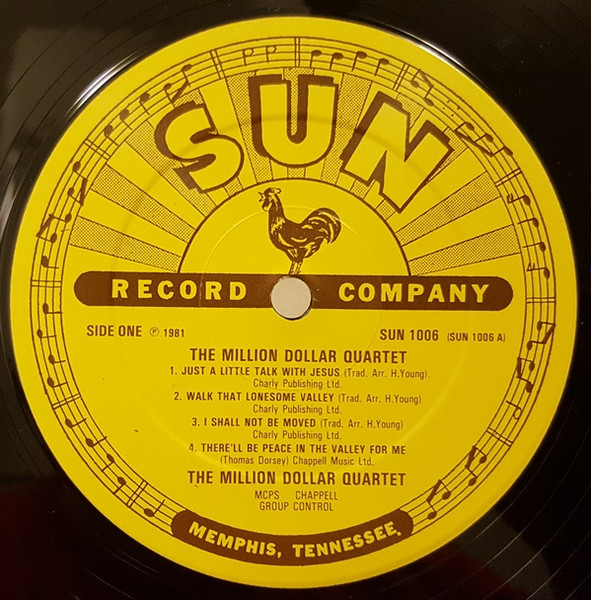 SUN
RECORD COMPANY
SIDE ONE ℗ 1981 SUN 1006 (SUN 1006 A)
THE MILLION DOLLAR QUARTET
1. JUST A LITTLE TALK WITH JESUS (Trad. Arr. H.Young).
Charly Publishing Ltd.
2. WALK THAT LONESOME VALLEY (Trad. Arr. H.Young)
Charly Publishing Ltd.
3. I SHALL NOT BE MOVED (Trad. Arr. H.Young)
Charly Publishing Ltd.
4. THERE'LL BE PEACE IN THE VALLEY FOR ME
(Thomas Dorsey) Chappell Music Ltd.
THE MILLION DOLLAR QUARTET
MCPS CHAPPELL
GROUP CONTROL
MEMPHIS, TENNESSEE.